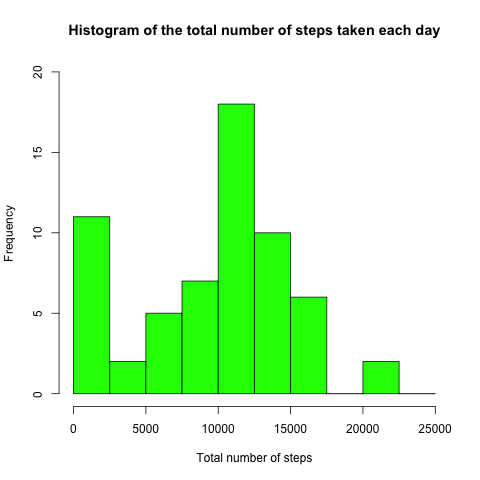 Histogram of the total number of steps taken each day
Frequency
20
15
10
5
0
0 5000 10000 15000 20000 25000
Total number of steps